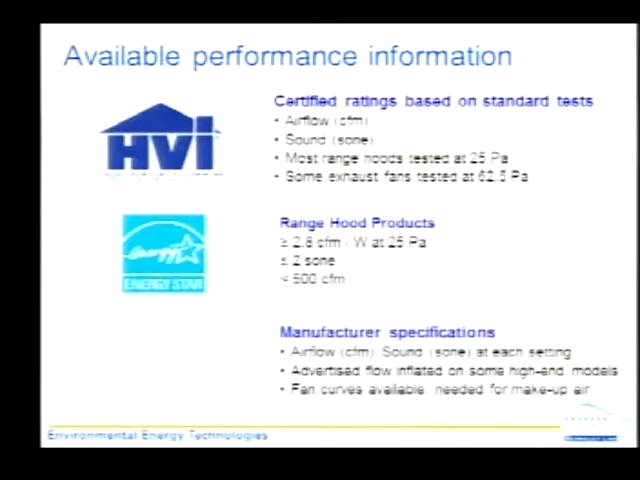 Available performance information
HVI
Certified ratings based on standard tests
• Airflow (cfm)
• Sound (sone)
• Most range hoods tested at 25 Pa
• Some exhaust fans tested at 62.5 Pa
ENERGY STAR
Range Hood Products
≥ 2.8 cfm / W at 25 Pa
≤ 2 sone
< 500 cfm
Manufacturer specifications
• Airflow (cfm) Sound (sone) at each setting
• Advertised flow inflated on some high-end models
• Fan curves available needed for make-up air
Environmental Energy Technologies